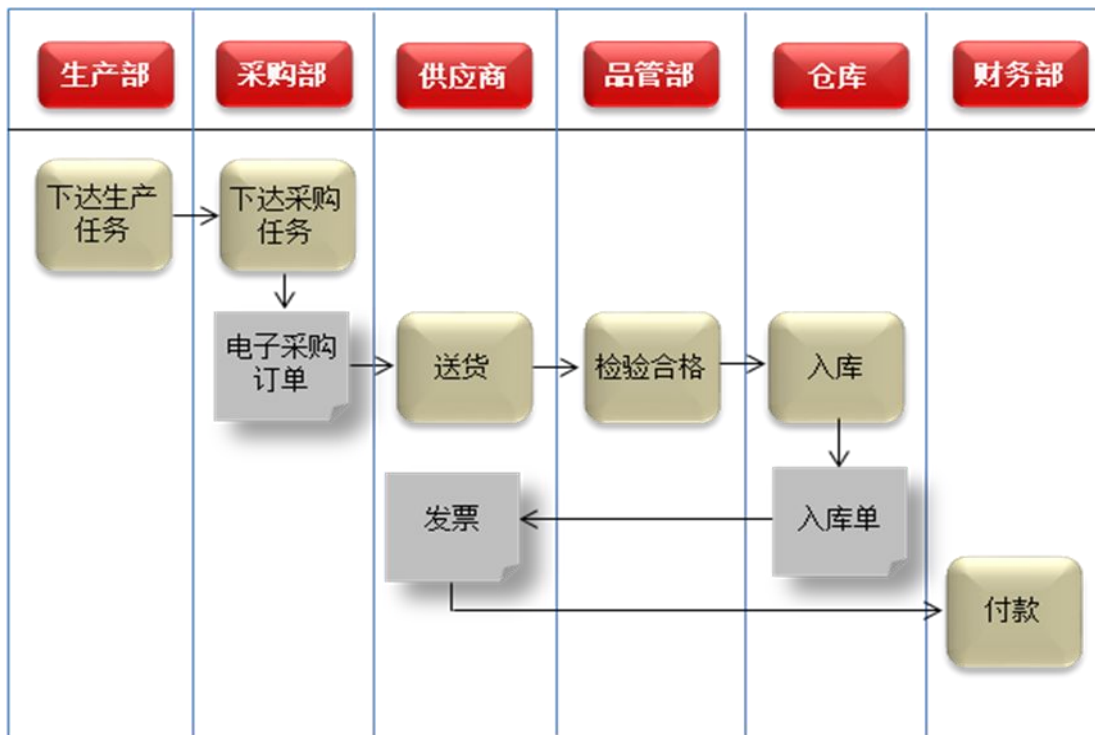 生产部
采购部
供应商
品管部
仓库
财务部
下达生产
任务
下达采购
任务
电子采购
订单
送货
检验合格
入库
发票
入库单
付款